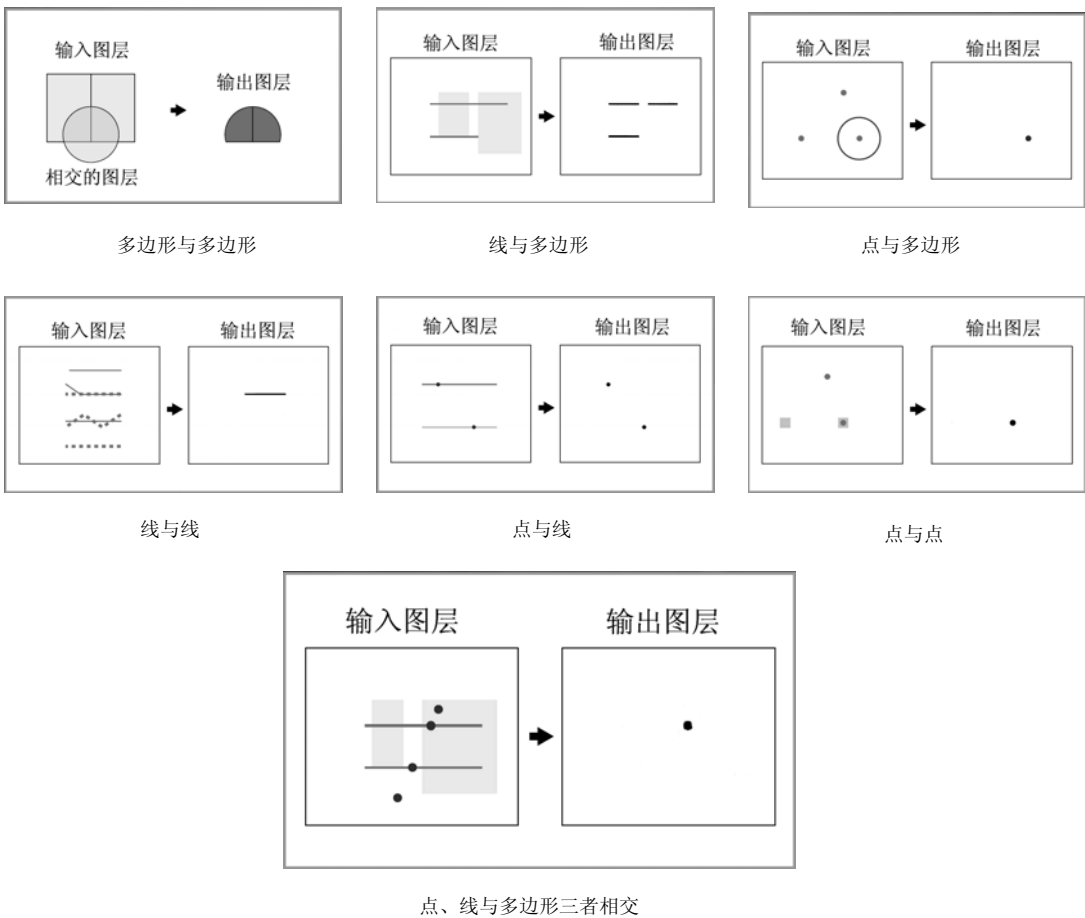 输入图层
输出图层
相交的图层
多边形与多边形
输入图层
输出图层
线与多边形
输入图层
输出图层
点与多边形
输入图层
输出图层
线与线
输入图层
输出图层
点与线
输入图层
输出图层
点与点
输入图层
输出图层
点、线与多边形三者相交